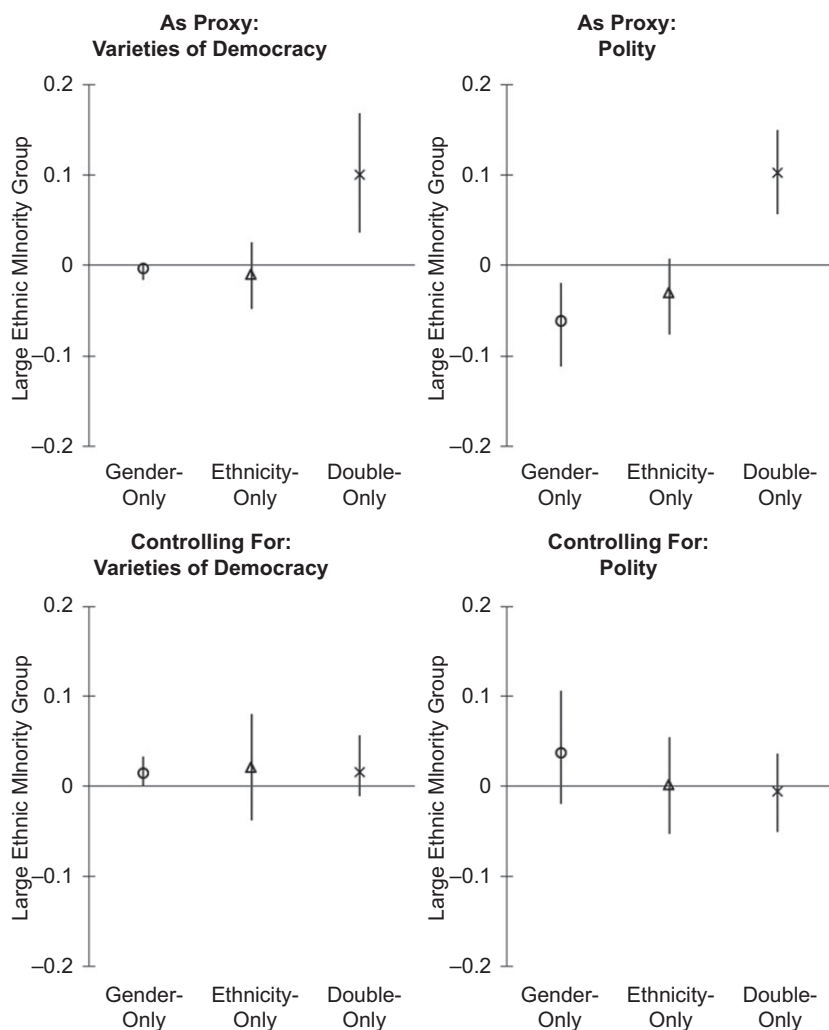 As Proxy:
Varieties of Democracy
0.2
0.1
0
–0.1
–0.2
Large Ethnic MInority Group
Gender-
Only
Ethnicity-
Only
Double-
Only
As Proxy:
Polity
0.2
0.1
0
–0.1
–0.2
Large Ethnic MInority Group
Gender-
Only
Ethnicity-
Only
Double-
Only
Controlling For:
Varieties of Democracy
0.2
0.1
0
–0.1
–0.2
Large Ethnic MInority Group
Gender-
Only
Ethnicity-
Only
Double-
Only
Controlling For:
Polity
0.2
0.1
0
–0.1
–0.2
Large Ethnic MInority Group
Gender-
Only
Ethnicity-
Only
Double-
Only